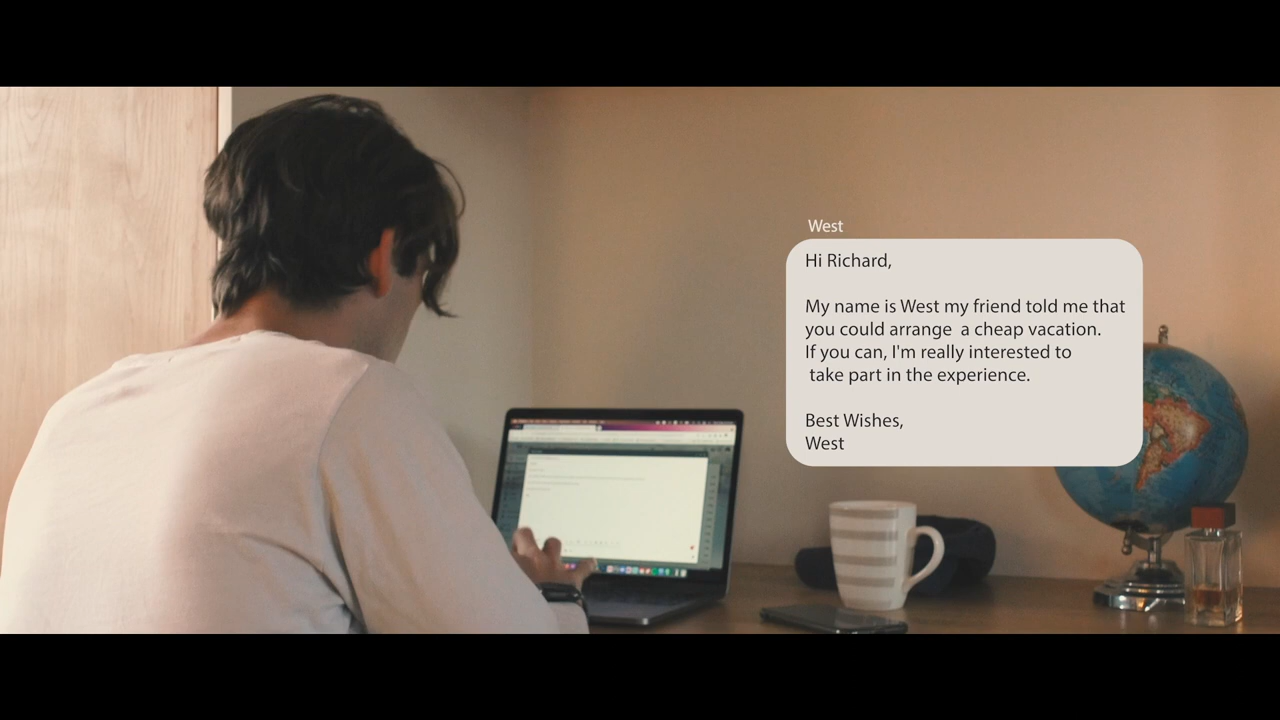 West
Hi Richard,
My name is West my friend told me that
you could arrange  a cheap vacation.
If you can, I'm really interested to
take part in the experience.
Best Wishes,
West